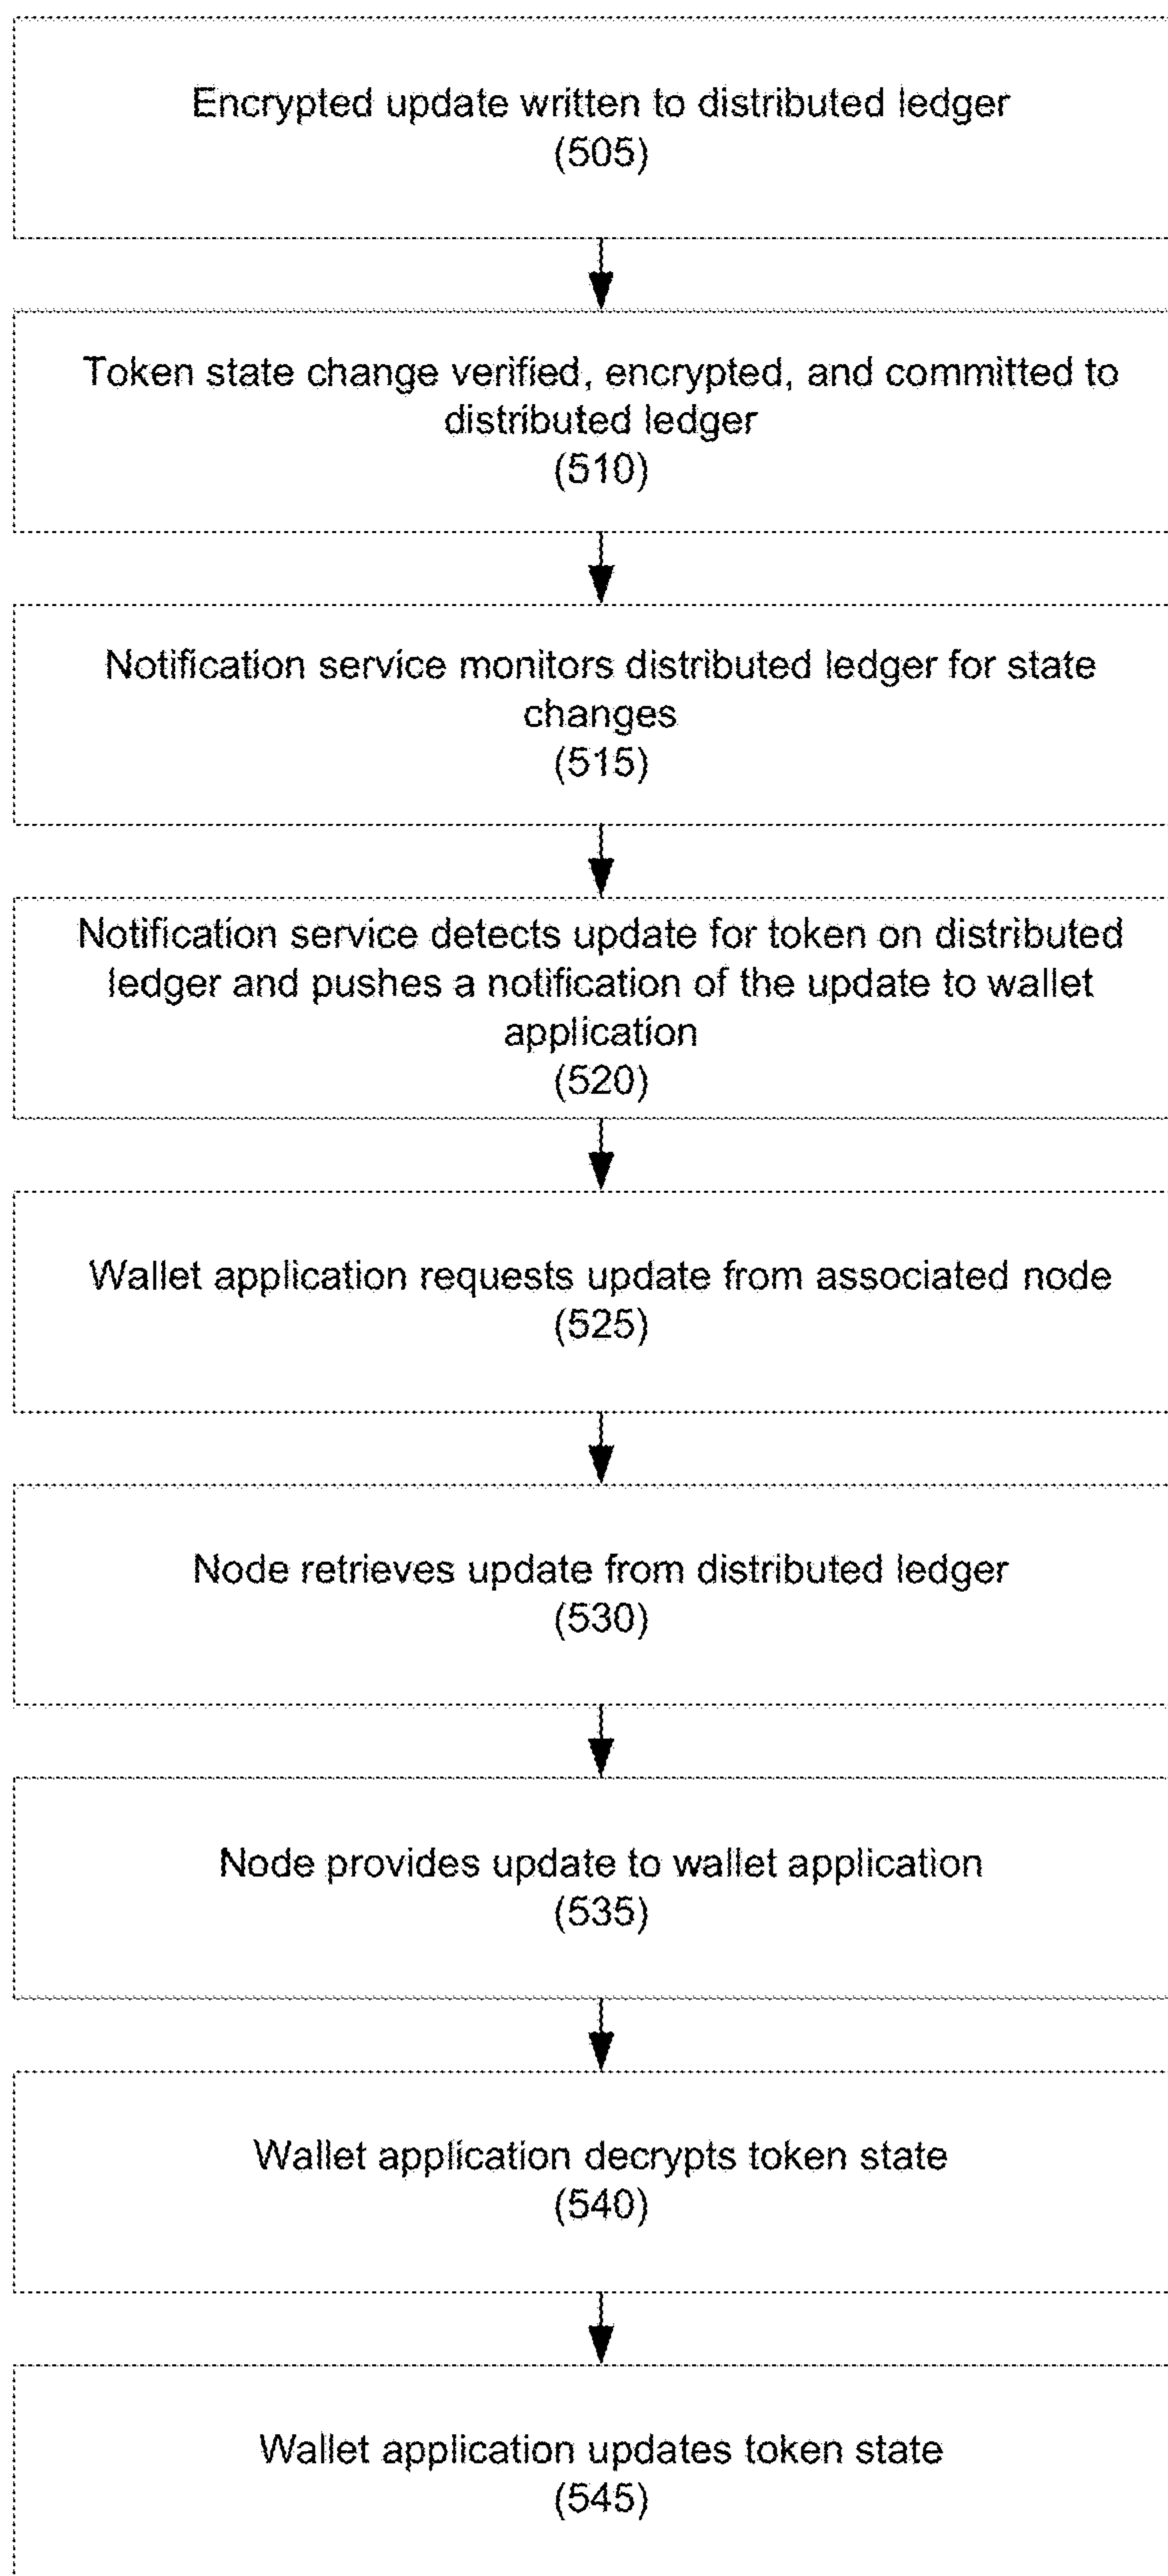 Encrypted update written to distributed ledger
(505)
Token state change verified, encrypted, and committed to
distributed ledger
(510)
Notification service monitors distributed ledger for state
changes
(515)
Notification service detects update for token on distributed
ledger and pushes a notification of the update to wallet
application
(520)
Wallet application requests update from associated node
(525)
Node retrieves update from distributed ledger
(530)
Node provides update to wallet application
(535)
Wallet application decrypts token state
(540)
Wallet application updates token state
(545)